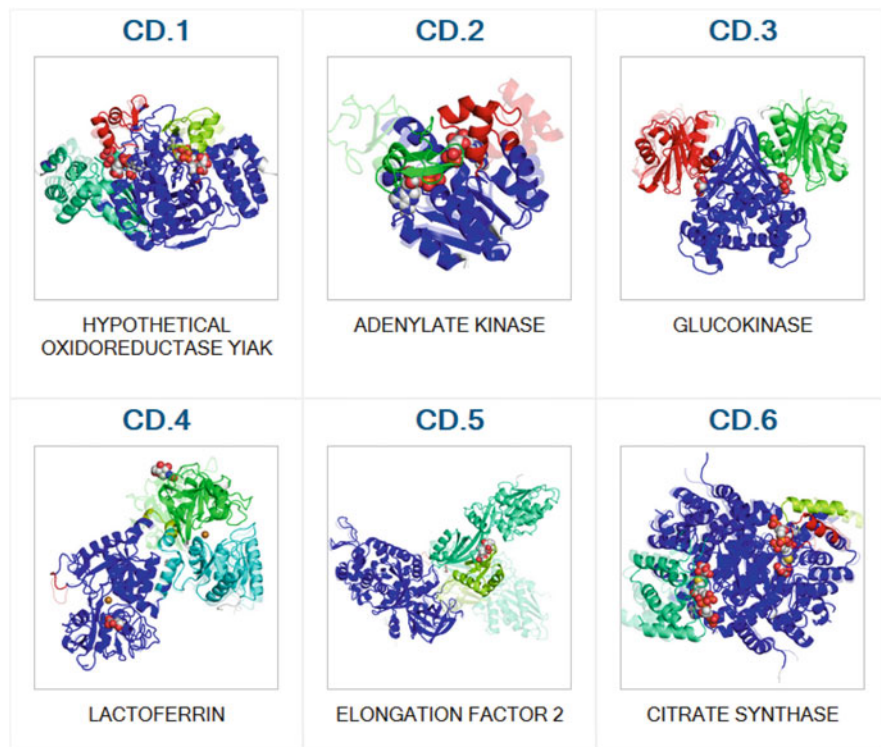 CD.1
CD.2
CD.3
HYPOTHETICAL
OXIDOREDUCTASE YIAK
ADENYLATE KINASE
GLUCOKINASE
CD.4
CD.5
CD.6
LACTOFERRIN
ELONGATION FACTOR 2
CITRATE SYNTHASE